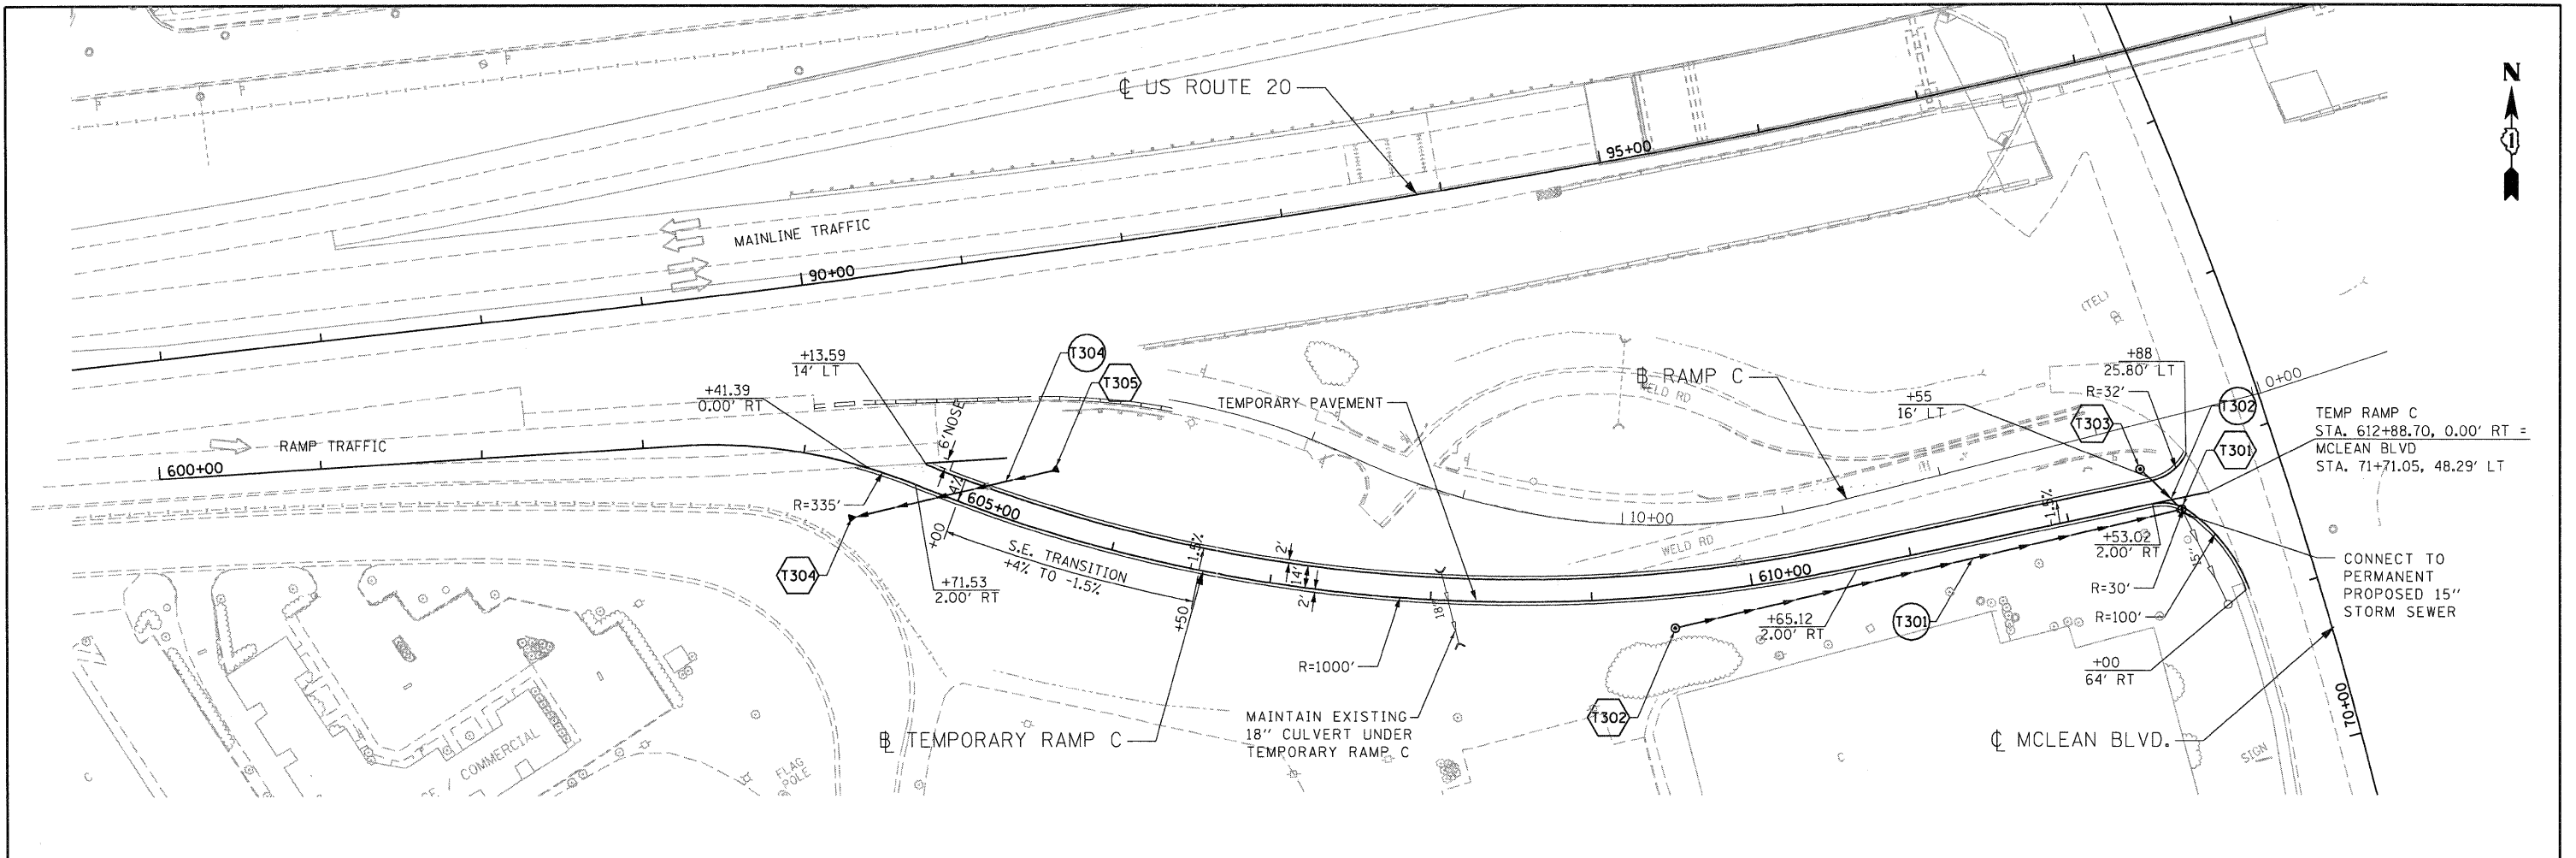 ℄ US ROUTE 20
N
1
95+00
MAINLINE TRAFFIC
90+00
(TEL)
+13.59
14' LT
T304
T305
+41.39
0.00' RT
6' NOSE
TEMPORARY PAVEMENT
℔ RAMP C
WELD RD
+88
25.80' LT
R=32'
0+00
+55
16' LT
T303
T302
T301
TEMP RAMP C
STA. 612+88.70, 0.00' RT =
MCLEAN BLVD
STA. 71+71.05, 48.29' LT
RAMP TRAFFIC
600+00
R=335'
4%
605+00
+00
S.E. TRANSITION
+4% TO -1.5%
-1.5%
2'
14'
2'
10+00
WELD RD
-1.5%
+53.02
2.00' RT
15"
CONNECT TO
PERMANENT
PROPOSED 15"
STORM SEWER
T304
+71.53
2.00' RT
+50
18"
610+00
R=30'
R=100'
+65.12
2.00' RT
T301
R=1000'
+00
64' RT
T302
MAINTAIN EXISTING
18" CULVERT UNDER
TEMPORARY RAMP C
℔ TEMPORARY RAMP C
℄ MCLEAN BLVD.
70+00
SIGN
COMMERCIAL
FLAG
POLE
C
C